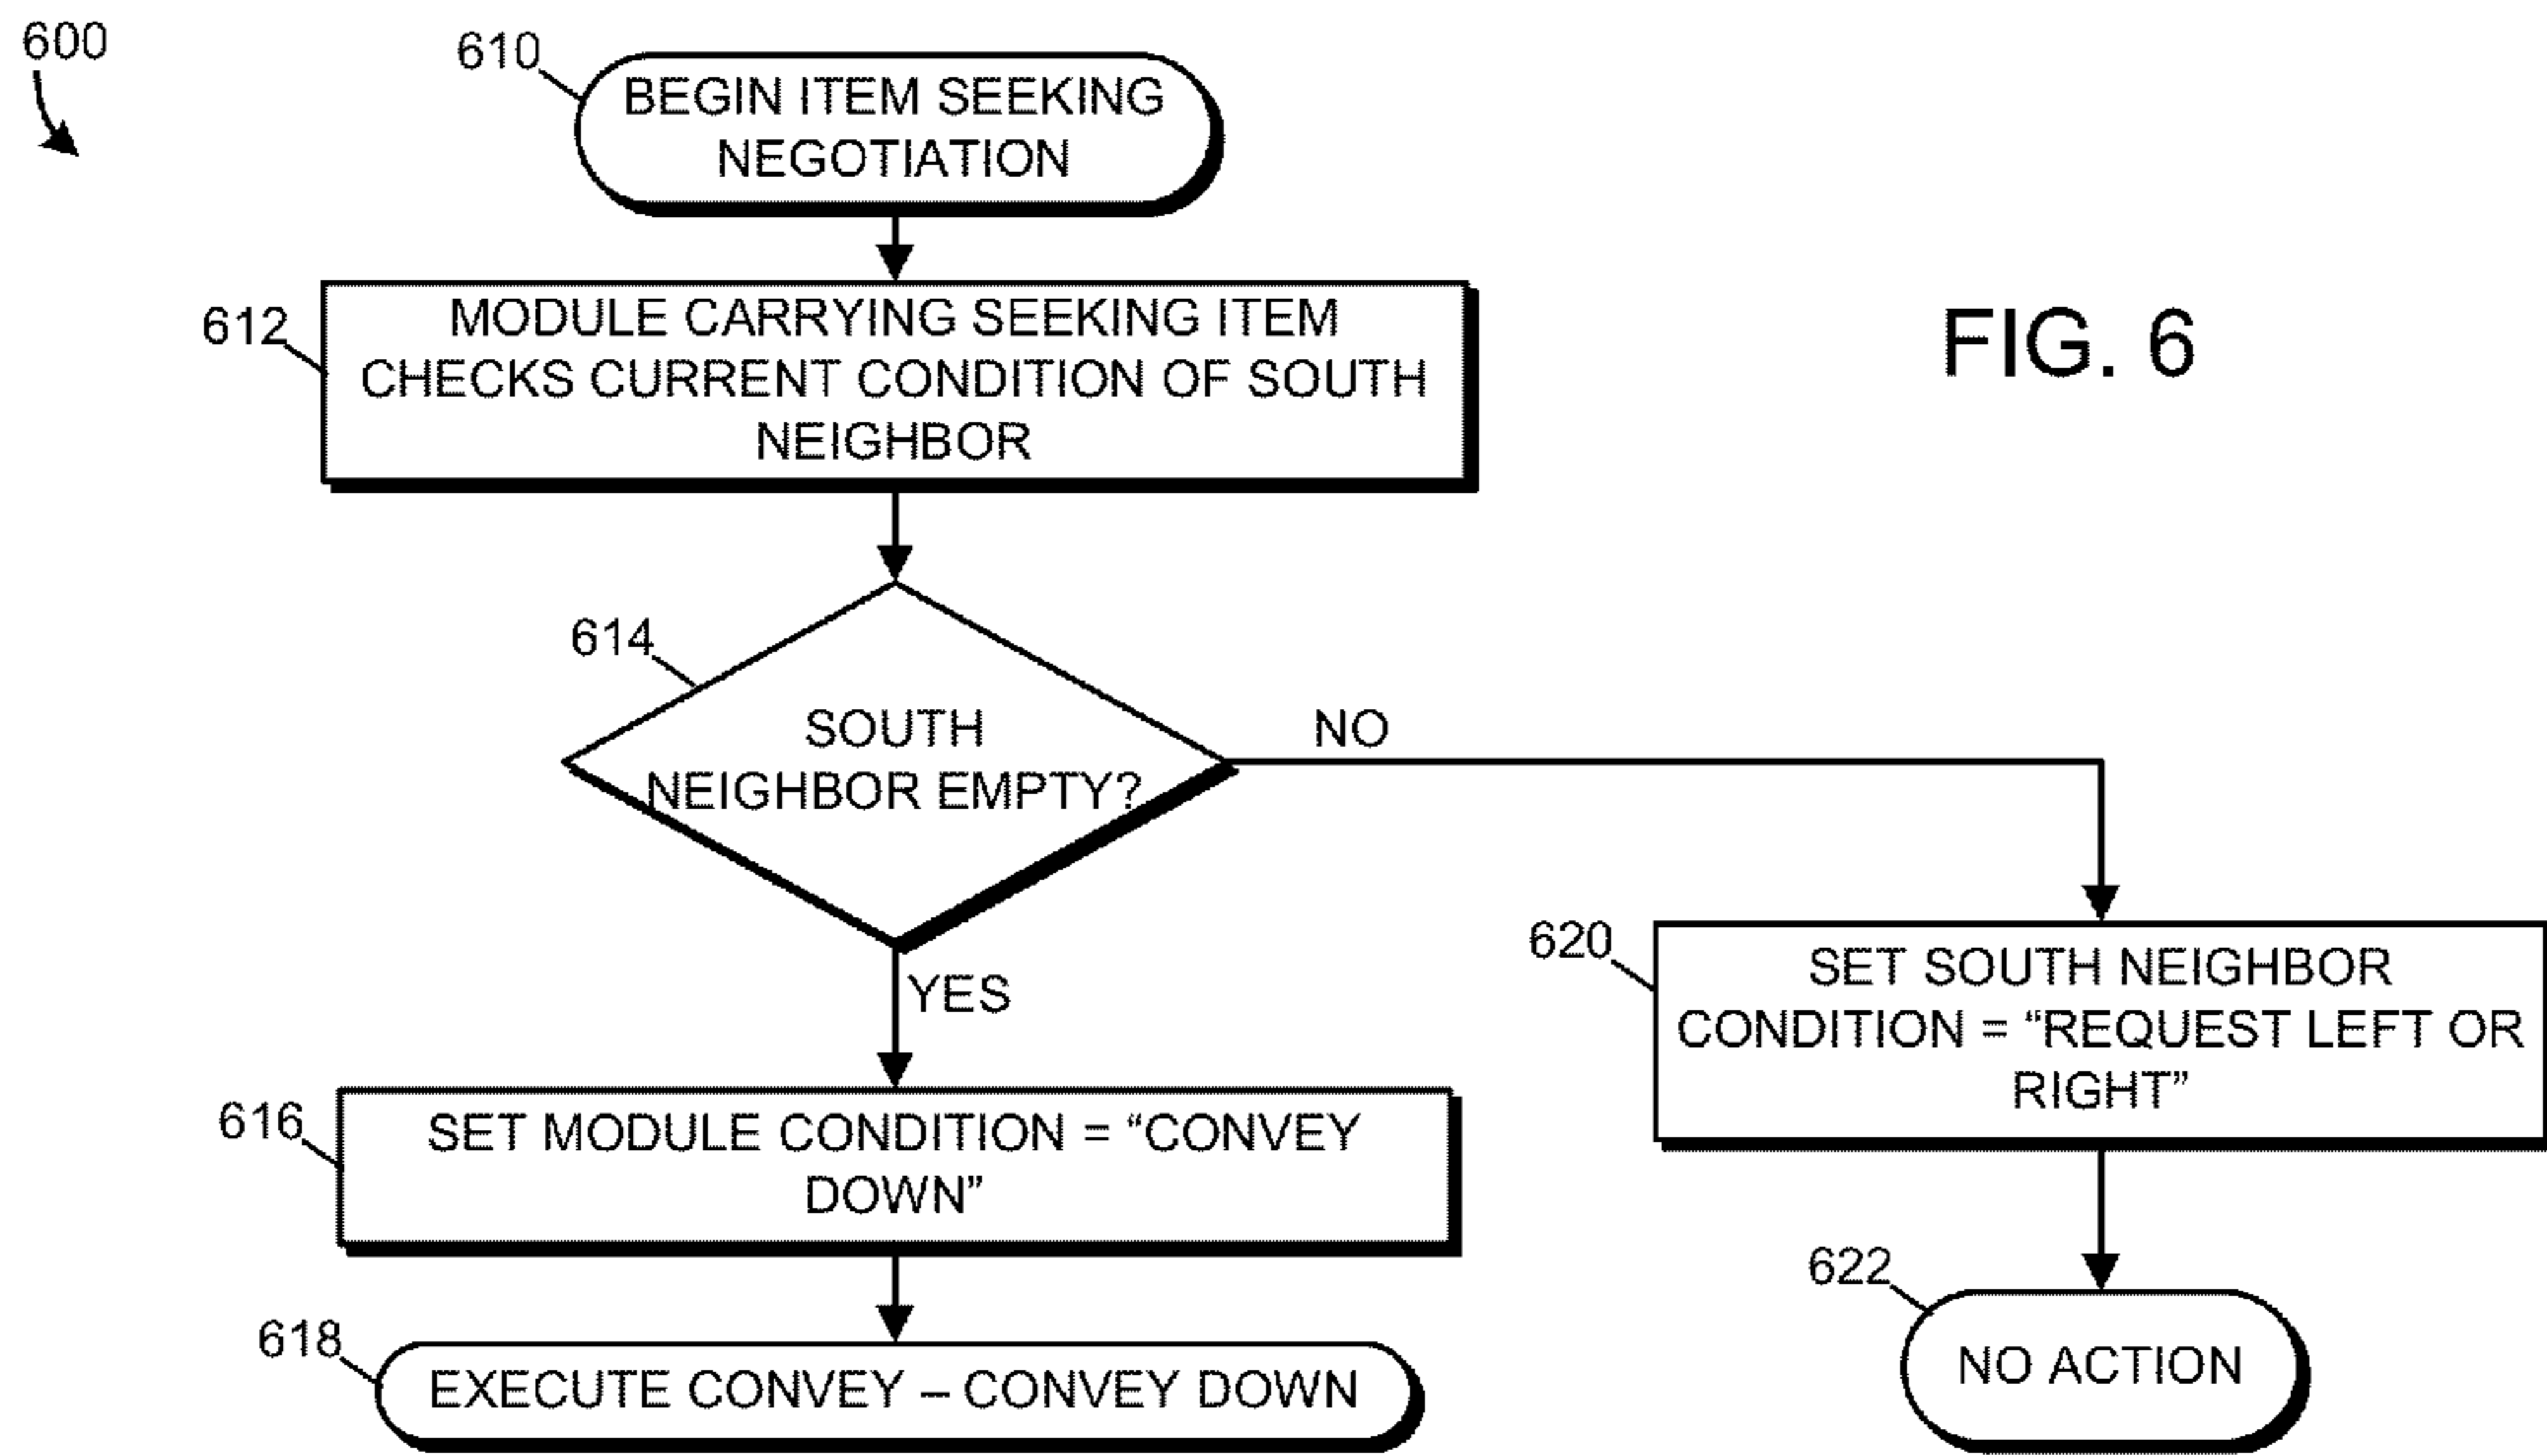 600
610
BEGIN ITEM SEEKING
NEGOTIATION
612
MODULE CARRYING SEEKING ITEM
CHECKS CURRENT CONDITION OF SOUTH
NEIGHBOR
FIG. 6
614
SOUTH
NEIGHBOR EMPTY?
NO
YES
616
SET MODULE CONDITION = “CONVEY
DOWN”
618
EXECUTE CONVEY – CONVEY DOWN
620
SET SOUTH NEIGHBOR
CONDITION = “REQUEST LEFT OR
RIGHT”
622
NO ACTION